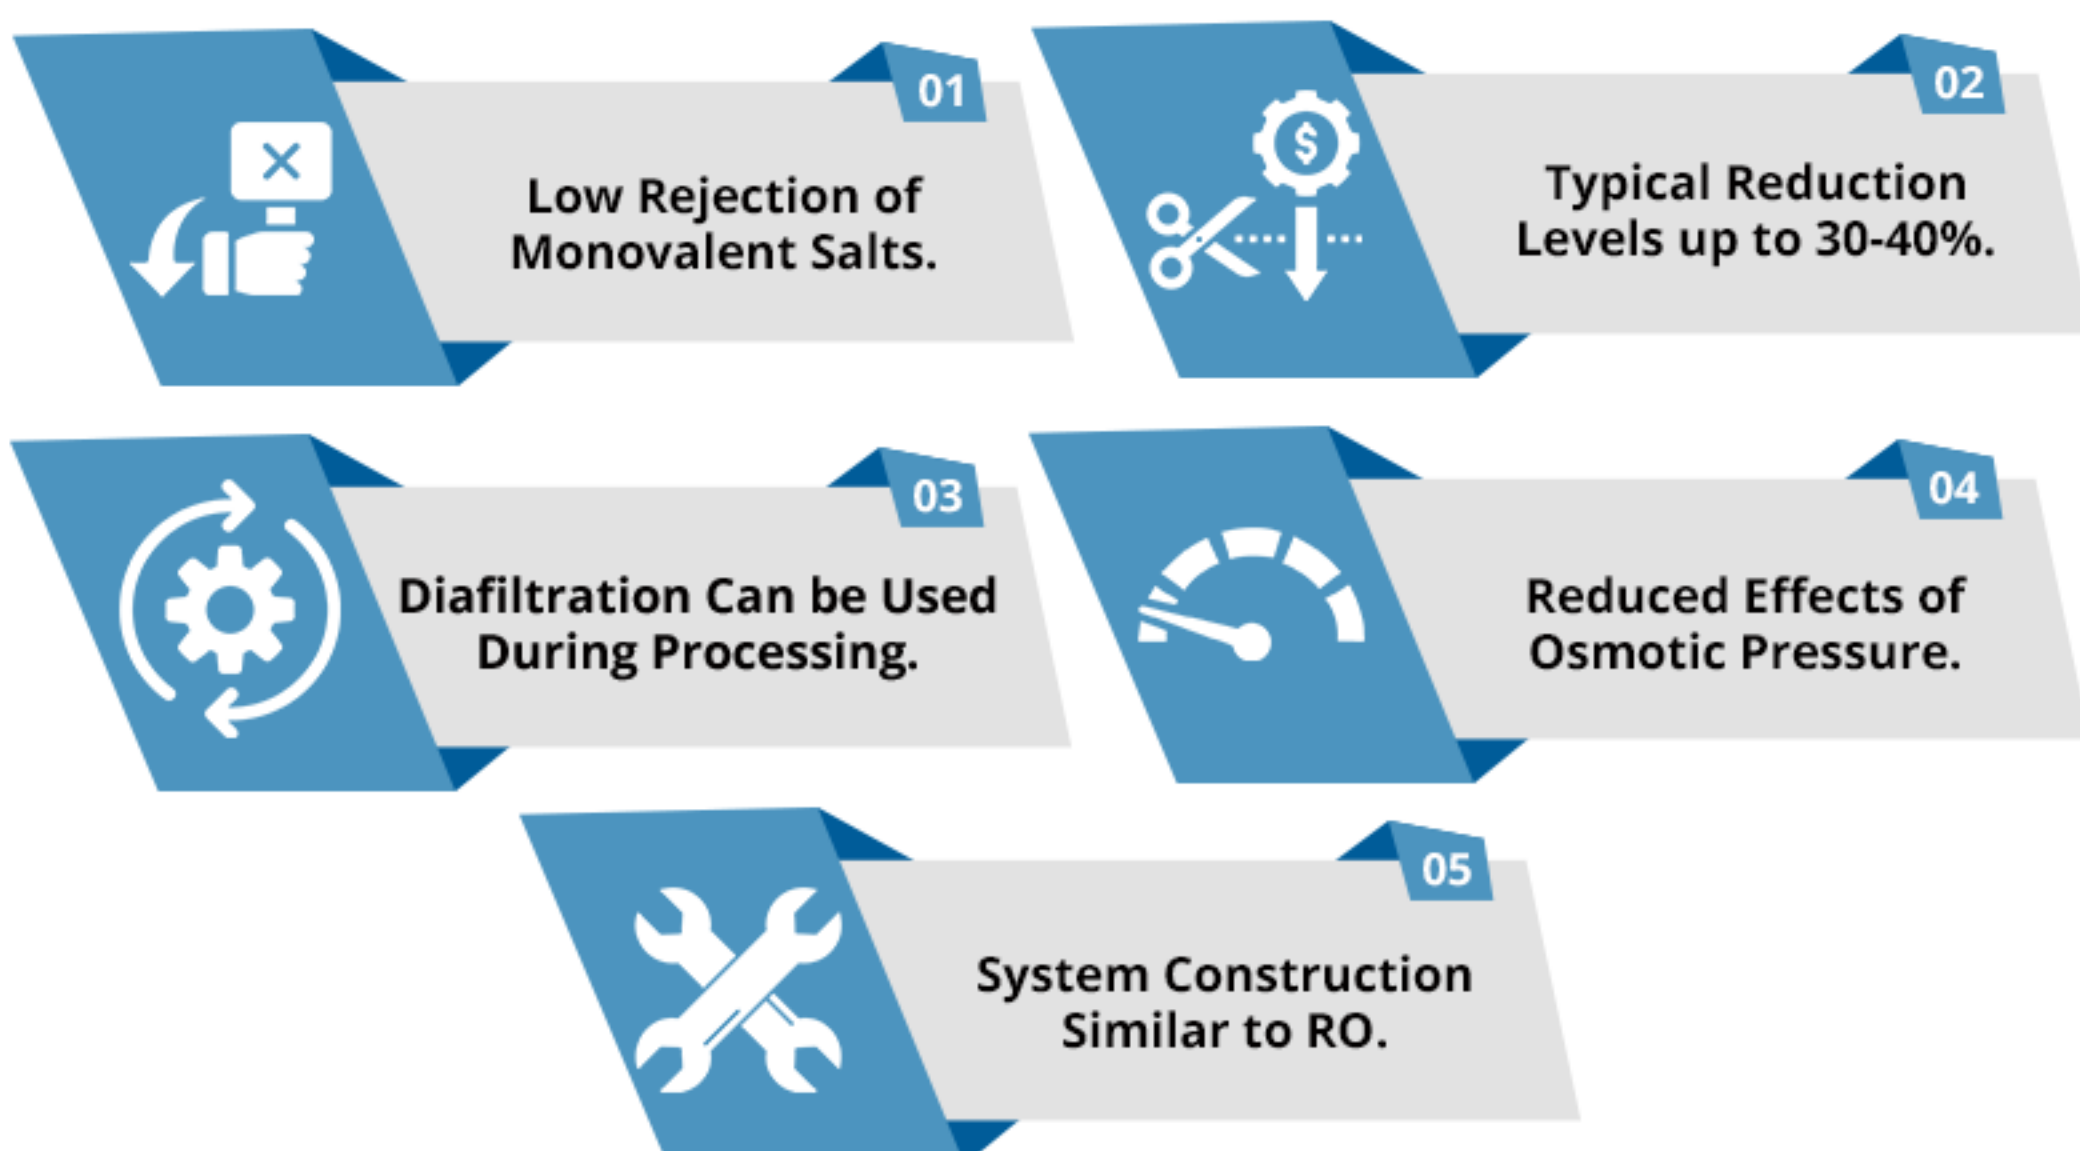 01
Low Rejection of
Monovalent Salts.
02
$
Typical Reduction
Levels up to 30-40%.
03
Diafiltration Can be Used
During Processing.
04
Reduced Effects of
Osmotic Pressure.
05
System Construction
Similar to RO.